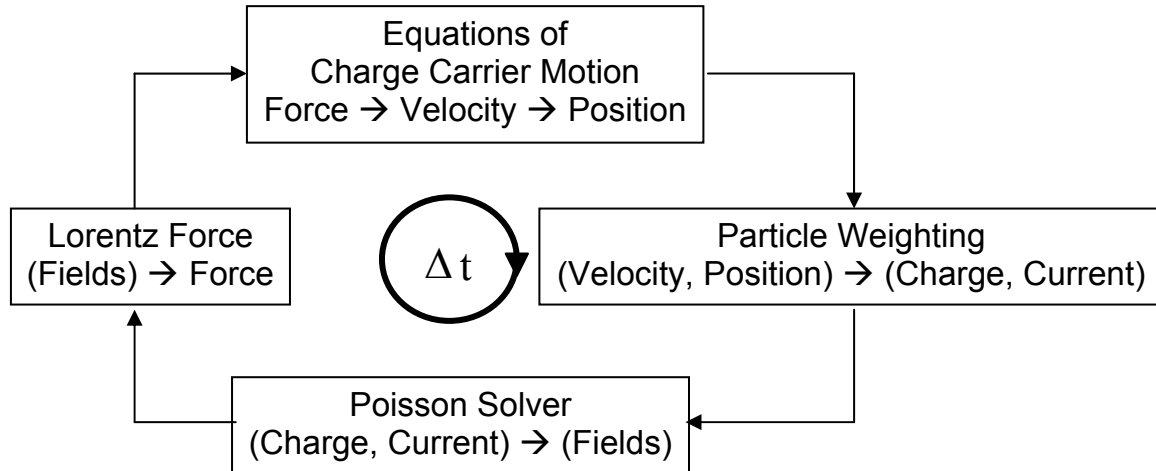 Equations of
Charge Carrier Motion
Force → Velocity → Position
Lorentz Force
(Fields) → Force
Δ t
Particle Weighting
(Velocity, Position) → (Charge, Current)
Poisson Solver
(Charge, Current) → (Fields)